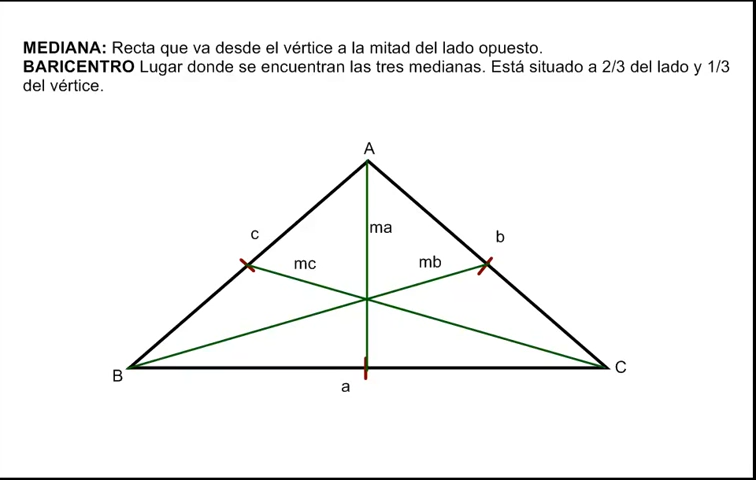 MEDIANA: Recta que va desde el vértice a la mitad del lado opuesto.
BARICENTRO Lugar donde se encuentran las tres medianas. Está situado a 2/3 del lado y 1/3
del vértice.
A
c
ma
b
mc
mb
B
C
a